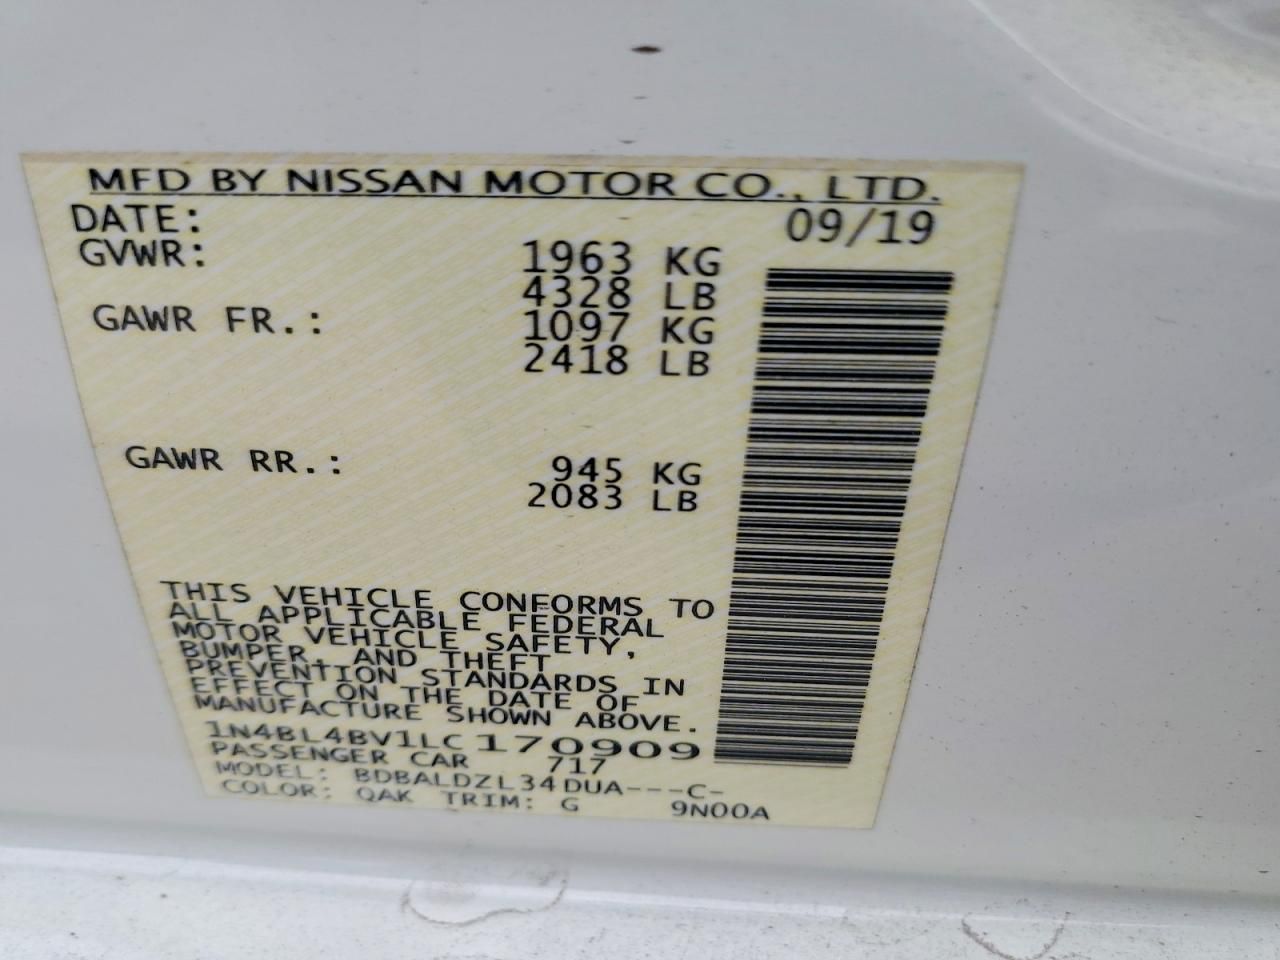 MFD BY NISSAN MOTOR CO., LTD.
DATE: 09/19
GVWR: 1963 KG
4328 LB
GAWR FR.: 1097 KG
2418 LB
GAWR RR.: 945 KG
2083 LB
THIS VEHICLE CONFORMS TO
ALL APPLICABLE FEDERAL
MOTOR VEHICLE SAFETY,
BUMPER, AND THEFT
PREVENTION STANDARDS IN
EFFECT ON THE DATE OF
MANUFACTURE SHOWN ABOVE.
1N4BL4BV1LC170909
PASSENGER CAR 717
MODEL: BDBALDZL34DUA---C-
COLOR: QAK TRIM: G 9N00A